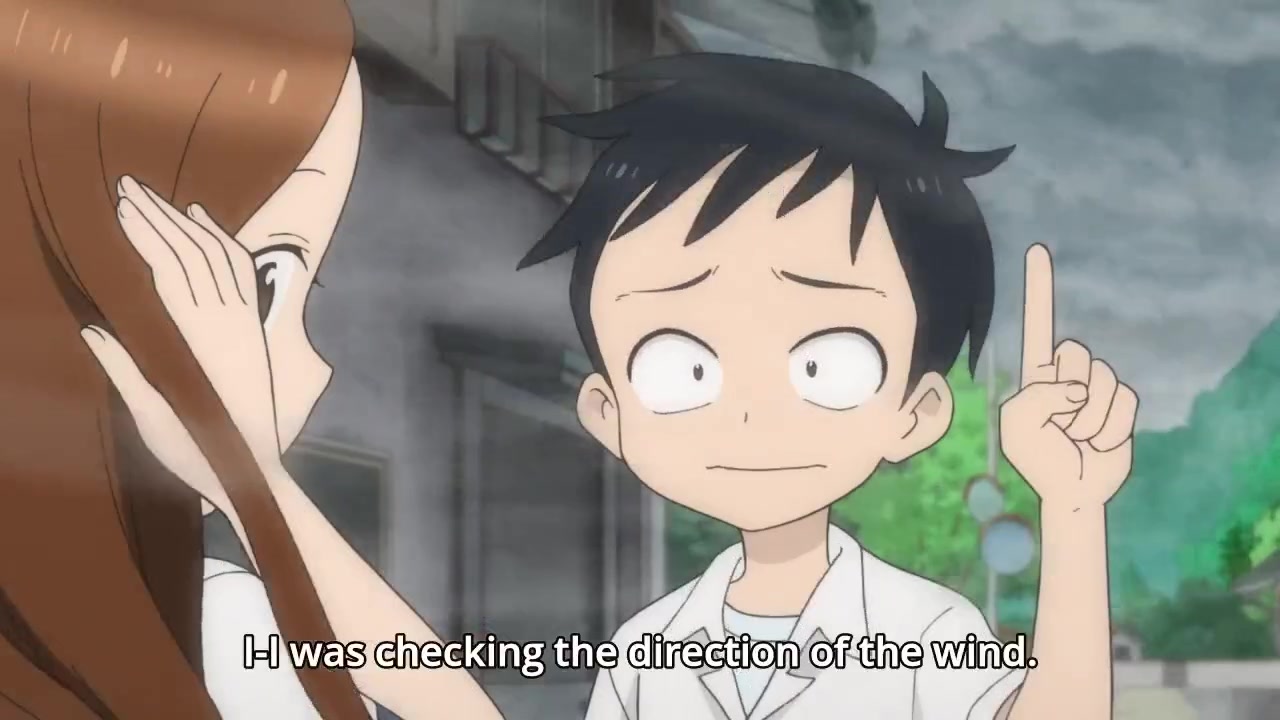 I-I was checking the direction of the wind.